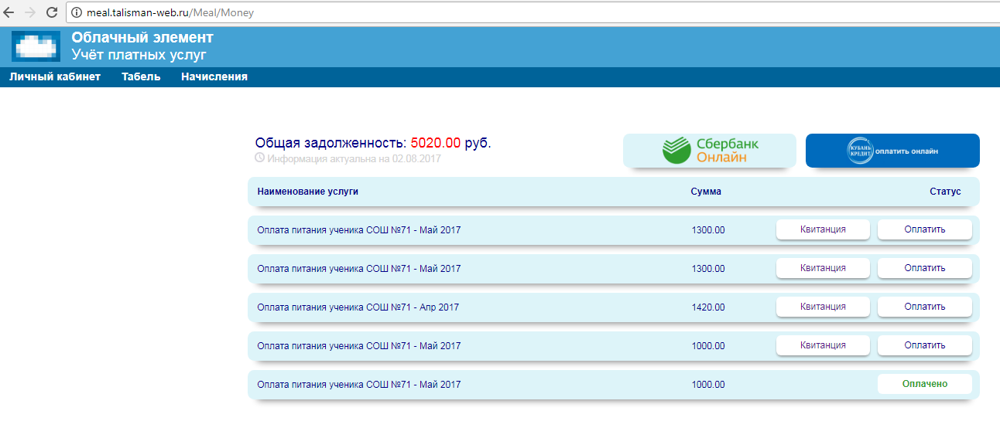 meal.talisman-web.ru/Meal/Money
Облачный элемент
Учёт платных услуг
Личный кабинет Табель Начисления
Общая задолженность: 5020.00 руб.
Информация актуальна на 02.08.2017
Сбербанк
Онлайн
КУБАНЬ
КРЕДИТ
оплатить онлайн
Наименование услуги Сумма Статус
Оплата питания ученика СОШ №71 - Май 2017 1300.00 Квитанция Оплатить
Оплата питания ученика СОШ №71 - Май 2017 1300.00 Квитанция Оплатить
Оплата питания ученика СОШ №71 - Апр 2017 1420.00 Квитанция Оплатить
Оплата питания ученика СОШ №71 - Май 2017 1000.00 Квитанция Оплатить
Оплата питания ученика СОШ №71 - Май 2017 1000.00 Оплачено